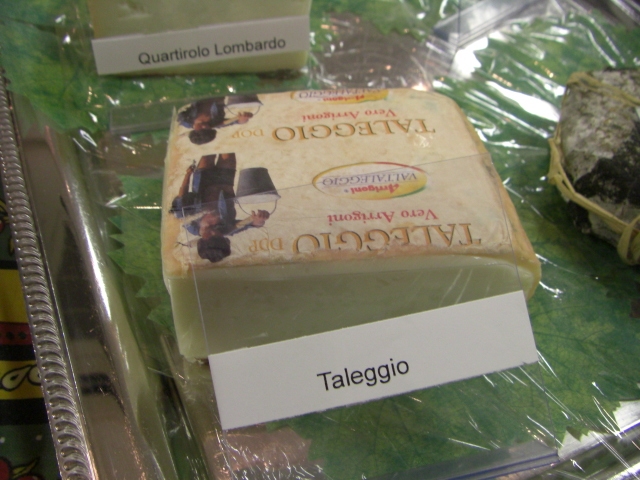 Quartirolo Lombardo
Vero Arrigoni
TALEGGIO DOP
Arrigoni
VALTALEGGIO
Vero Arrigoni
TALEGGIO DOP
Taleggio